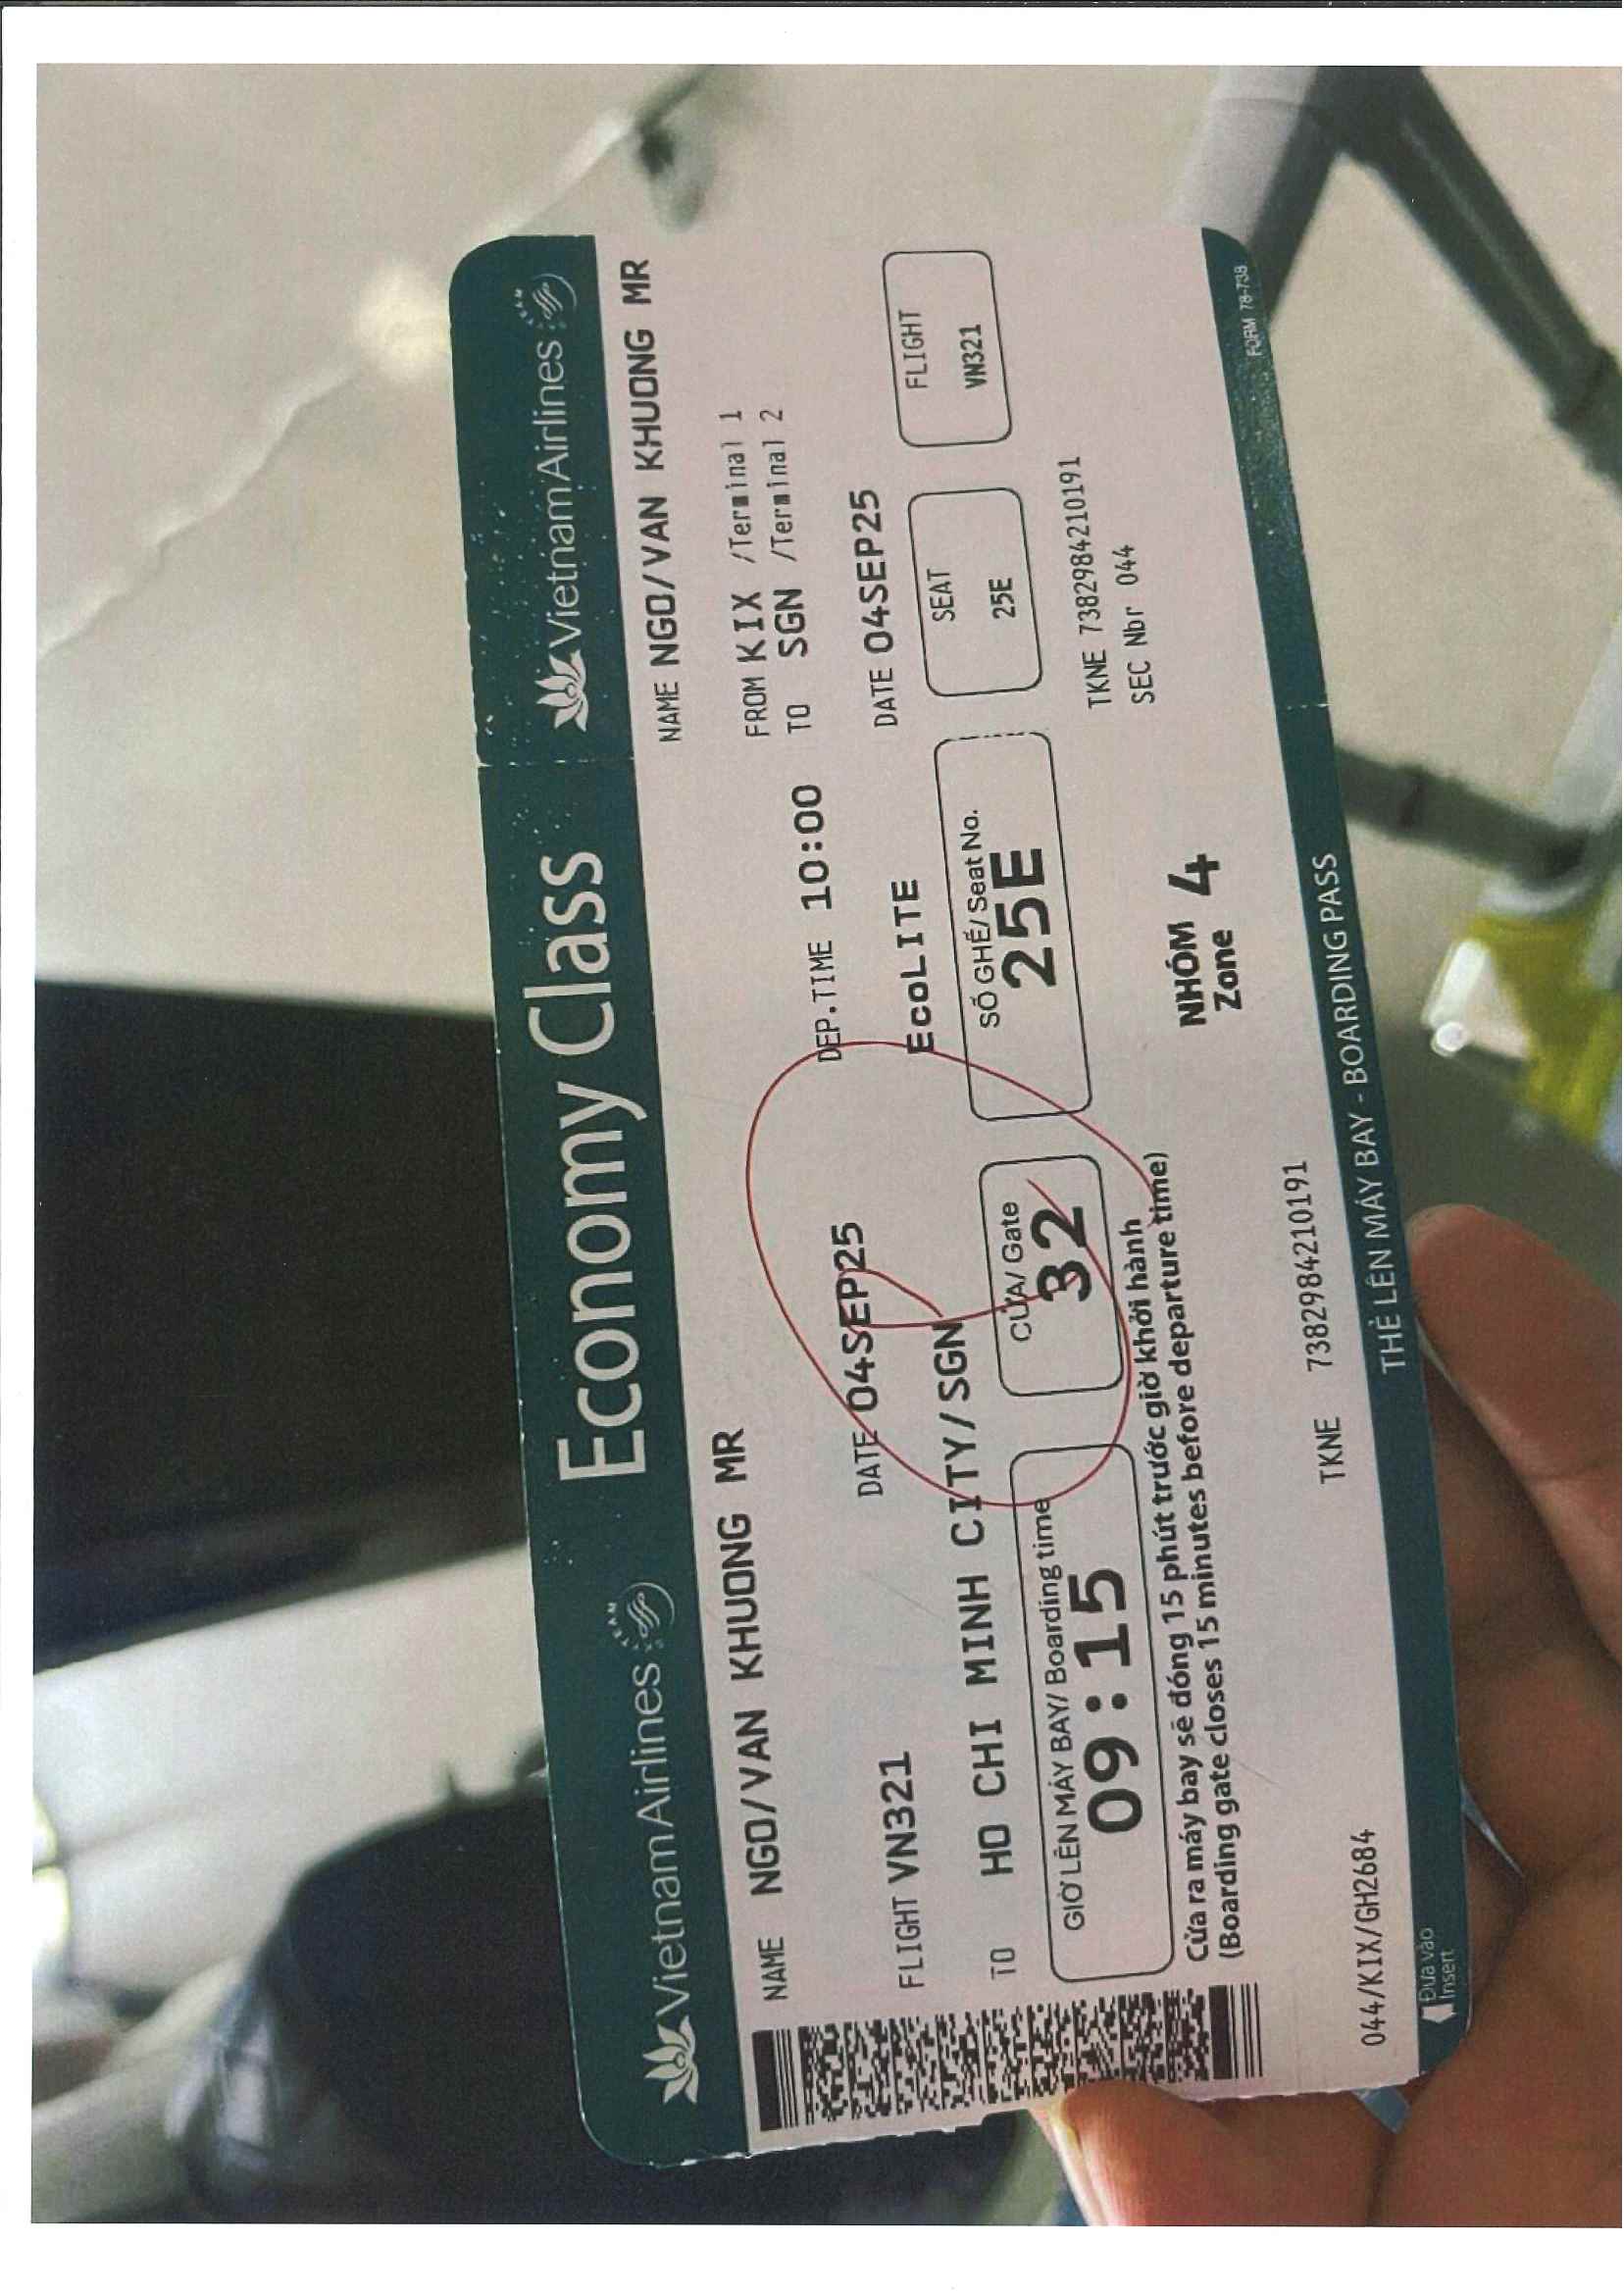 Vietnam Airlines
Economy Class
NAME NGO/VAN KHUONG MR
FLIGHT VN321 DATE 04SEP25 DEP.TIME 10:00
TO HO CHI MINH CITY/SGN EcoLITE
GIỜ LÊN MÁY BAY/ Boarding time
09:15
CỬA/ Gate
32
SỐ GHẾ/ Seat No.
25E
Cửa ra máy bay sẽ đóng 15 phút trước giờ khởi hành
(Boarding gate closes 15 minutes before departure time)
NHÓM 4
Zone
044/KIX/GH2684
TKNE 7382984210191
Đưa vào
Insert
THẺ LÊN MÁY BAY - BOARDING PASS
Vietnam Airlines
NAME NGO/VAN KHUONG MR
FROM KIX /Terminal 1
TO SGN /Terminal 2
DATE 04SEP25
SEAT
25E
FLIGHT
VN321
TKNE 7382984210191
SEC Nbr 044
FORM 78-738